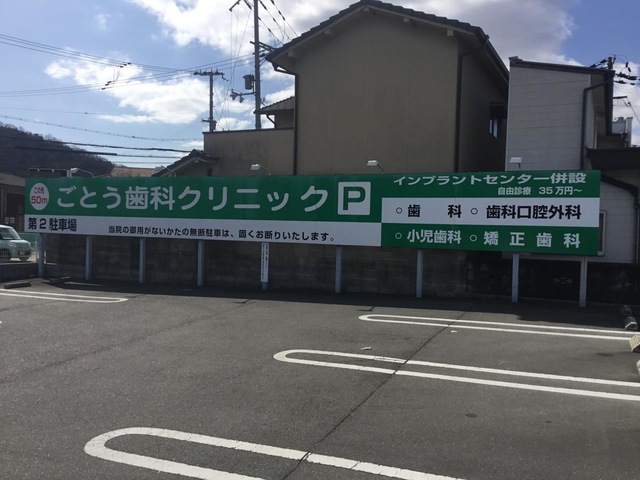 この先
50m
ごとう歯科クリニック P
第2駐車場
当院の御用がないかたの無断駐車は、固くお断りいたします。
インプラントセンター併設
自由診療 35万円〜
○ 歯科 ○ 歯科口腔外科
○ 小児歯科 ○ 矯正歯科